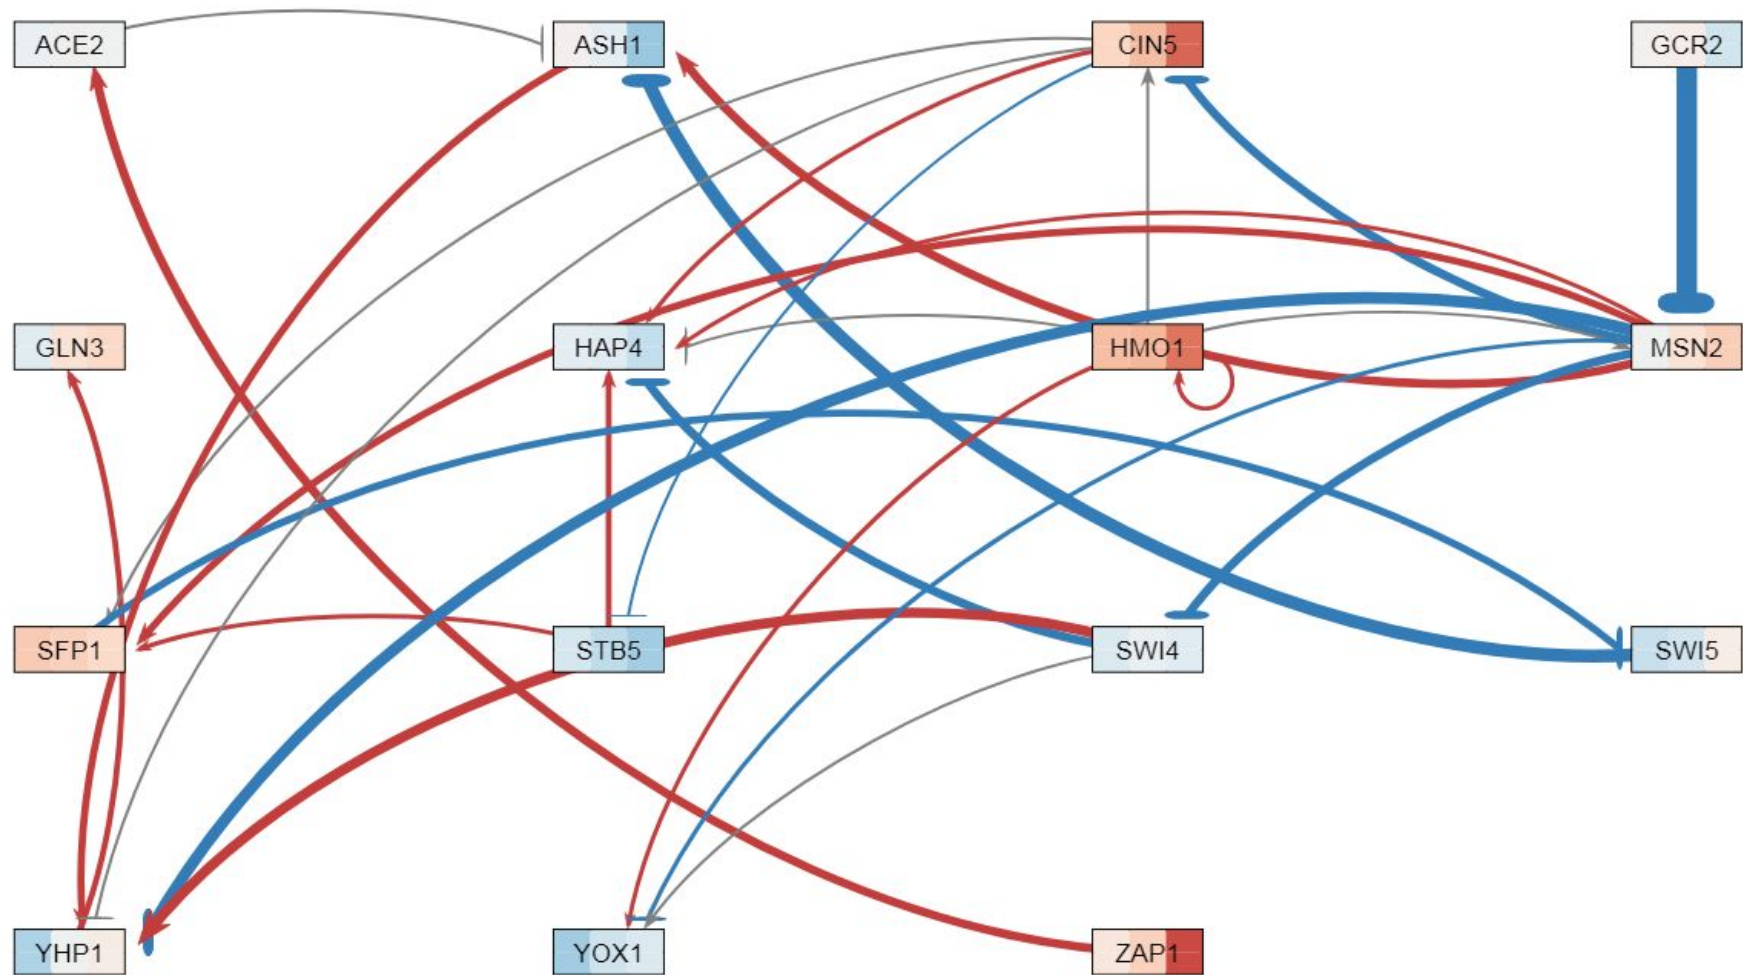 ACE2 ASH1 CIN5 GCR2
GLN3 HAP4 HMO1 MSN2
SFP1 STB5 SWI4 SWI5
YHP1 YOX1 ZAP1